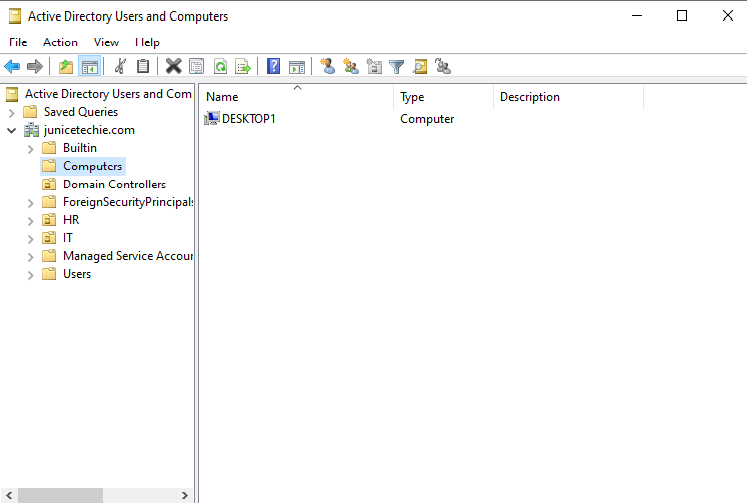 Active Directory Users and Computers
File Action View Help
Active Directory Users and Com
Saved Queries
junicetechie.com
Builtin
Computers
Domain Controllers
ForeignSecurityPrincipals
HR
IT
Managed Service Accour
Users
Name Type Description
DESKTOP1 Computer